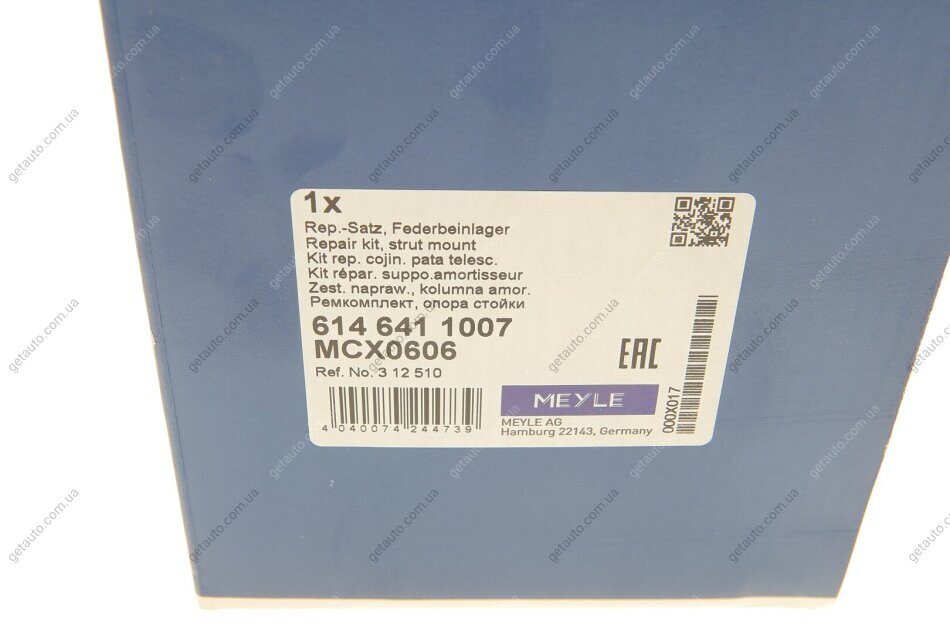 1x
Rep.-Satz, Federbeinlager
Repair kit, strut mount
Kit rep. cojin. pata telesc.
Kit répar. suppo.amortisseur
Zest. napraw., kolumna amor.
Ремкомплект, опора стойки
614 641 1007
MCX0606
Ref. No. 3 12 510
EAC
4 040074 244739
MEYLE
MEYLE AG
Hamburg 22143, Germany
000X017
getauto.com.ua